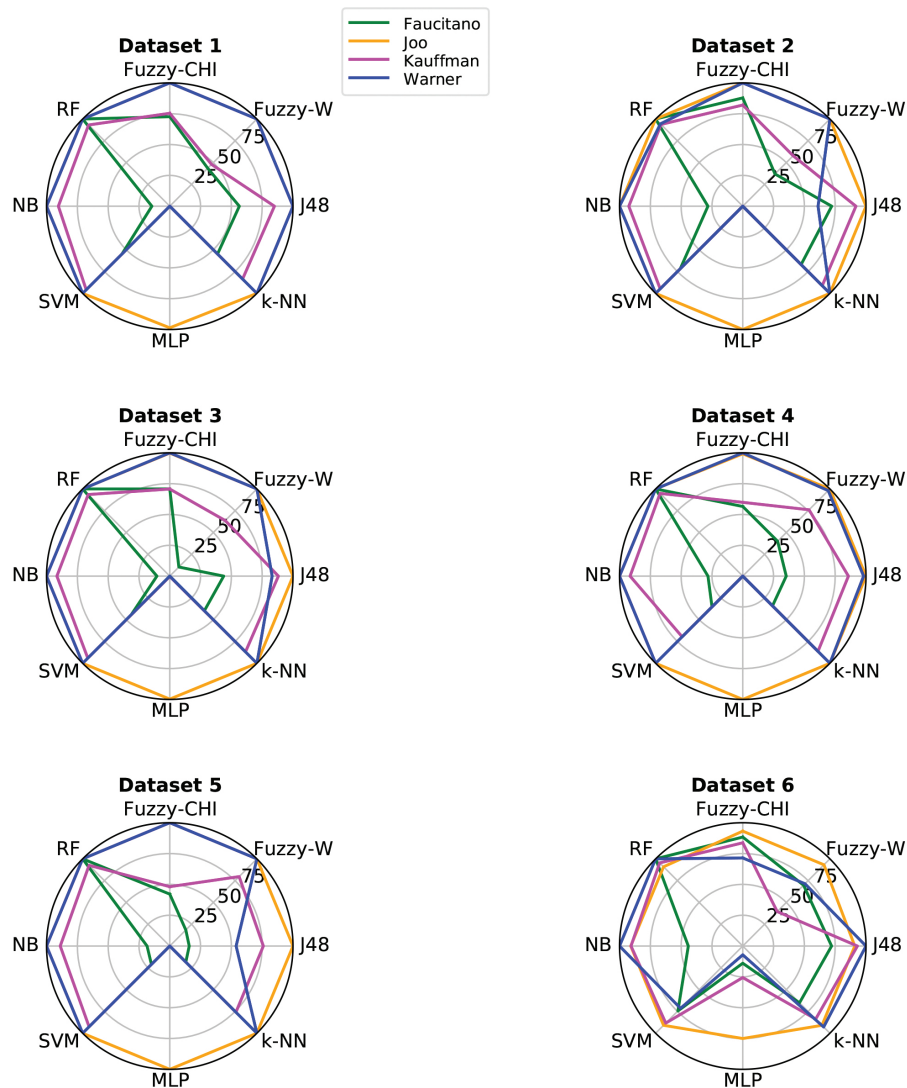 Faucitano
Joo
Kauffman
Warner
Dataset 1
Fuzzy-CHI
RF
Fuzzy-W
75
50
25
NB
J48
SVM
k-NN
MLP
Dataset 2
Fuzzy-CHI
RF
Fuzzy-W
75
50
25
NB
J48
SVM
k-NN
MLP
Dataset 3
Fuzzy-CHI
RF
Fuzzy-W
75
50
25
NB
J48
SVM
k-NN
MLP
Dataset 4
Fuzzy-CHI
RF
Fuzzy-W
75
50
25
NB
J48
SVM
k-NN
MLP
Dataset 5
Fuzzy-CHI
RF
Fuzzy-W
75
50
25
NB
J48
SVM
k-NN
MLP
Dataset 6
Fuzzy-CHI
RF
Fuzzy-W
75
50
25
NB
J48
SVM
k-NN
MLP